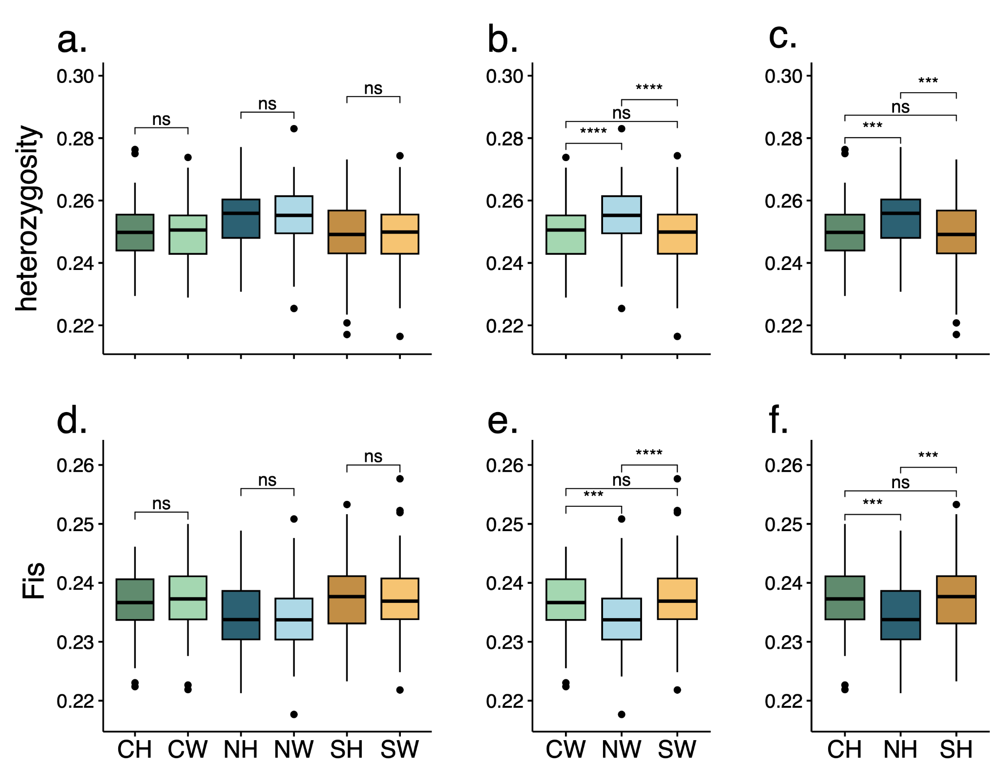 a.
b.
c.
heterozygosity
0.30
0.28
0.26
0.24
0.22
ns
ns
ns
0.30
0.28
0.26
0.24
0.22
****
ns
****
0.30
0.28
0.26
0.24
0.22
***
ns
***
d.
e.
f.
Fis
0.26
0.25
0.24
0.23
0.22
ns
ns
ns
CH CW NH NW SH SW
0.26
0.25
0.24
0.23
0.22
****
ns
***
CW NW SW
0.26
0.25
0.24
0.23
0.22
***
ns
***
CH NH SH